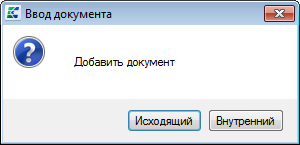 Ввод документа
Добавить документ
Исходящий
Внутренний